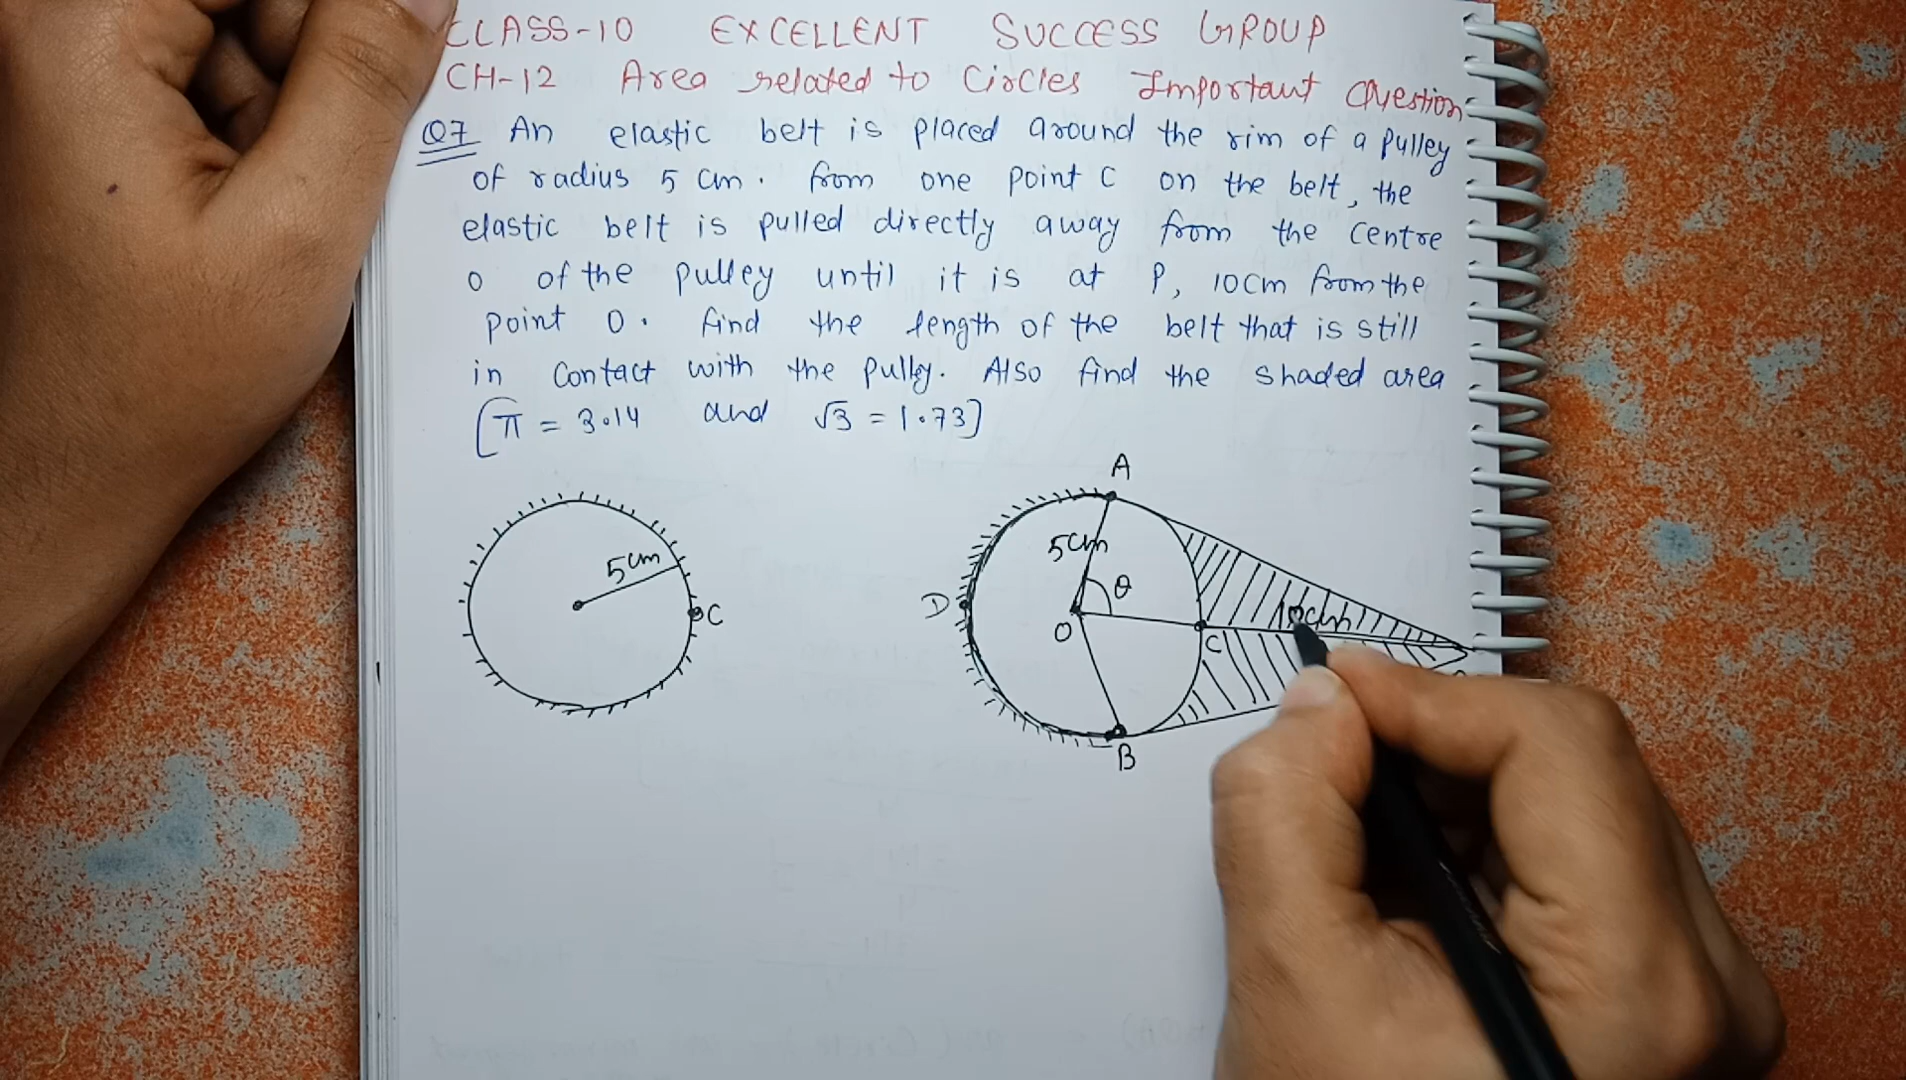 CLASS-10 EXCELLENT SUCCESS GROUP
CH-12 Area related to Circles Important Question
Q7 An elastic belt is placed around the rim of a Pulley
of radius 5 cm. from one point C on the belt, the
elastic belt is pulled directly away from the centre
O of the pulley until it is at P, 10cm from the
point O. find the length of the belt that is still
in Contact with the pully. Also find the shaded area
[π = 3.14 and √3 = 1.73]
A
5cm
5cm
θ
D
C
10cm
O
C
B